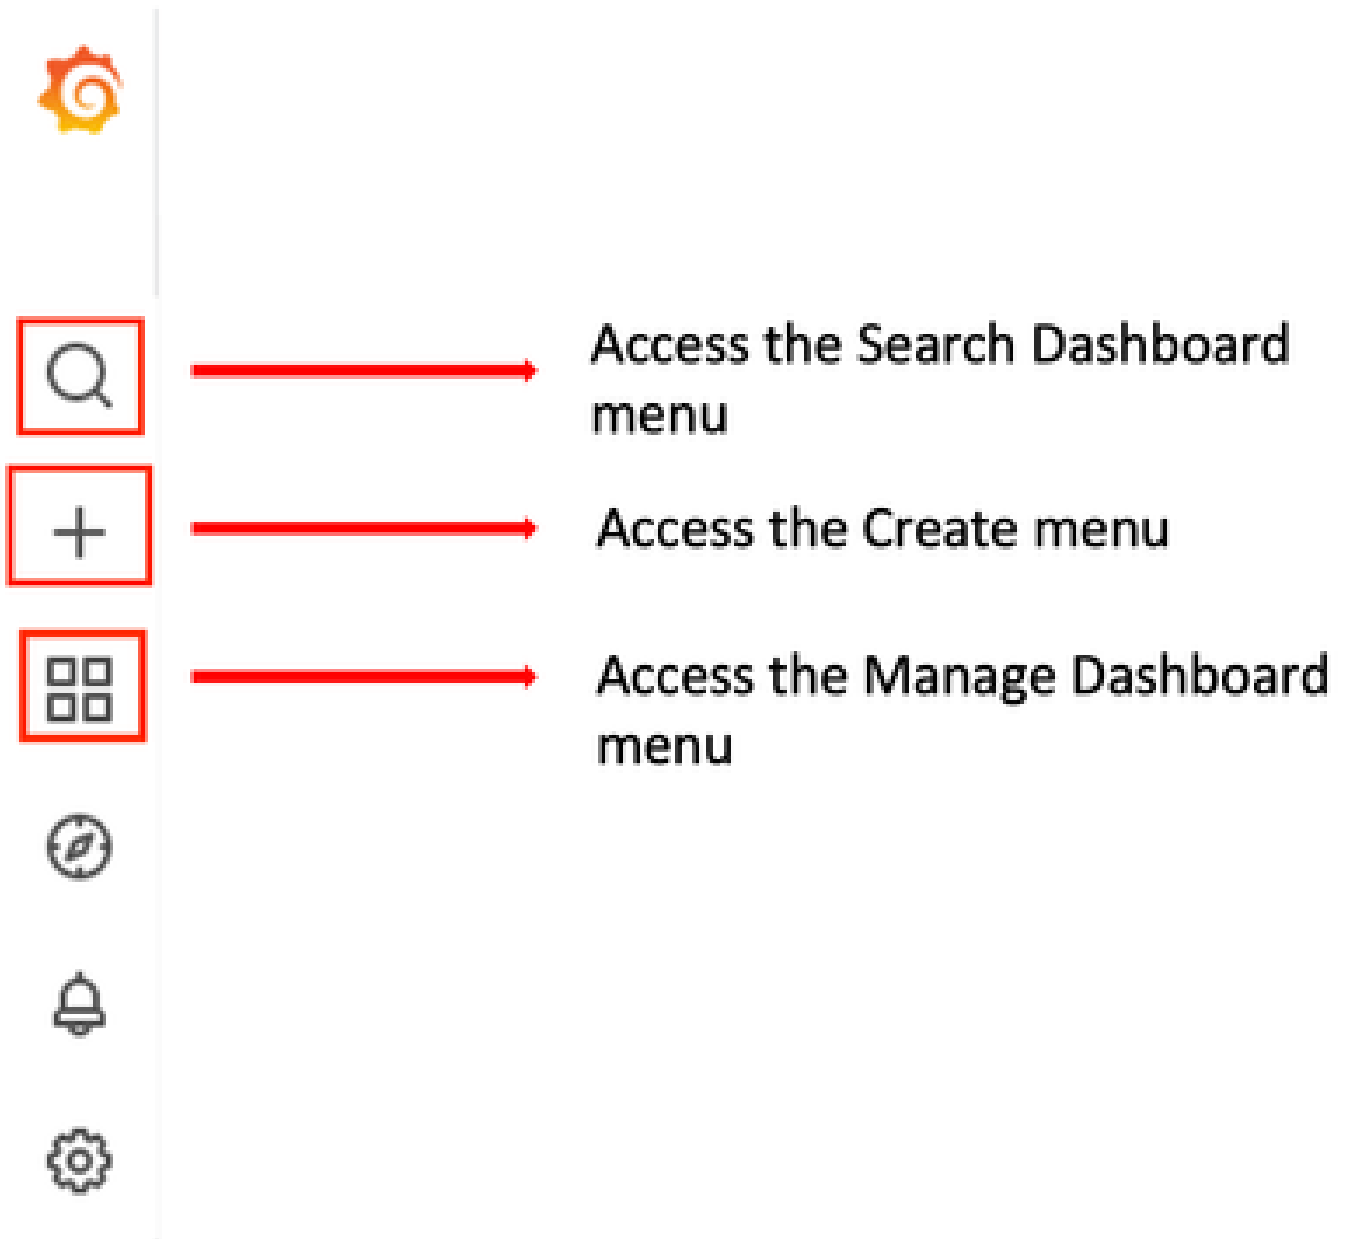 Access the Search Dashboard
menu
Access the Create menu
Access the Manage Dashboard
menu